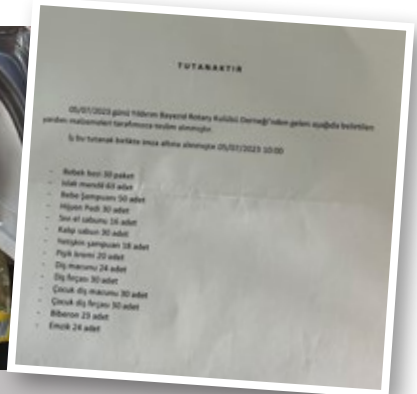 TUTANAKTIR
05/07/2023 günü Yıldırım Bayezid Rotary Kulübü Derneği'nden gelen aşağıda belirtilen
yardım malzemeleri tarafımızca teslim alınmıştır.
İş bu tutanak birlikte imza altına alınmıştır 05/07/2023 10:00
- Bebek bezi 30 paket
- Islak mendil 63 adet
- Bebe Şampuanı 50 adet
- Hijyen Pedi 30 adet
- Sıvı el sabunu 16 adet
- Kalıp sabun 30 adet
- Yetişkin şampuan 18 adet
- Pişik kremi 20 adet
- Diş macunu 24 adet
- Diş fırçası 30 adet
- Çocuk diş macunu 30 adet
- Çocuk diş fırçası 30 adet
- Biberon 23 adet
- Emzik 24 adet